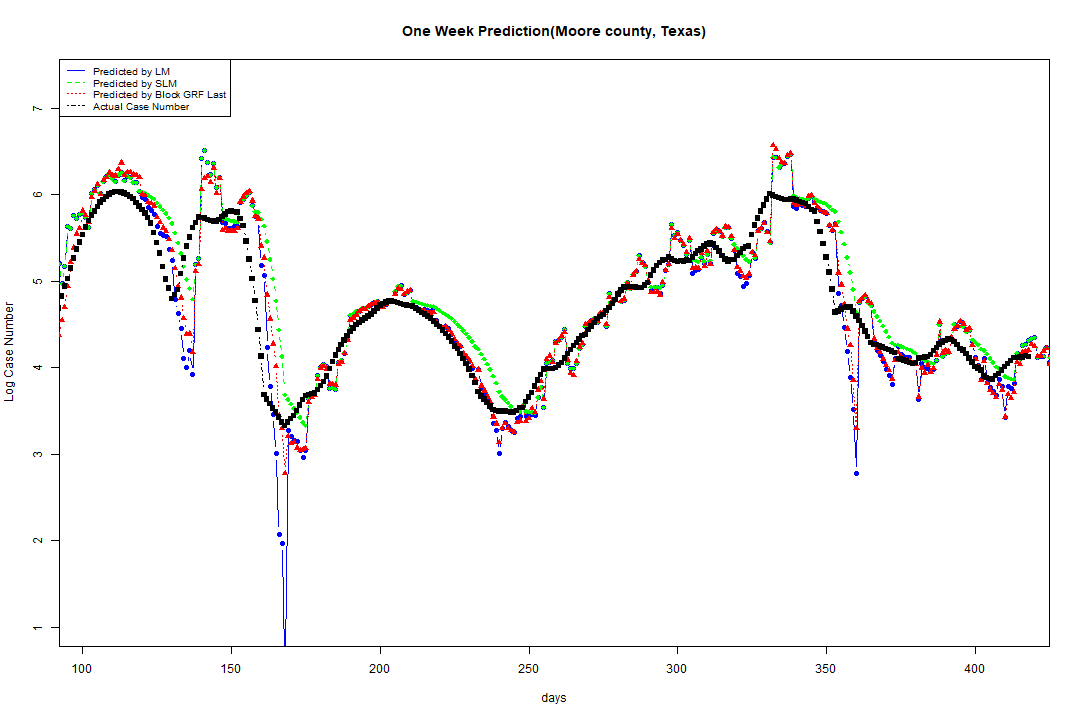 One Week Prediction(Moore county, Texas)
Predicted by LM
Predicted by SLM
Predicted by Block GRF Last
Actual Case Number
7
6
5
4
3
2
1
Log Case Number
100 150 200 250 300 350 400
days